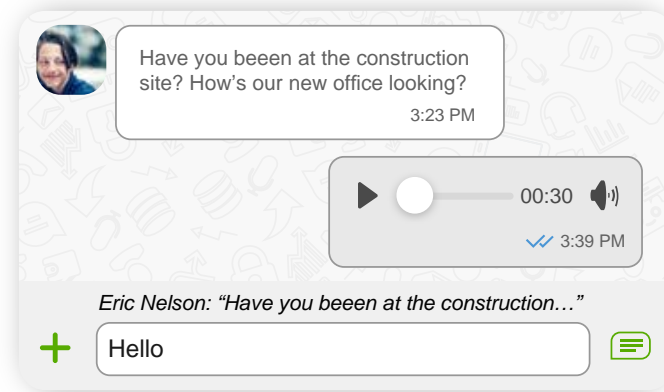 Have you beeen at the construction
site? How's our new office looking?
3:23 PM
00:30
3:39 PM
Eric Nelson: “Have you beeen at the construction…”
Hello